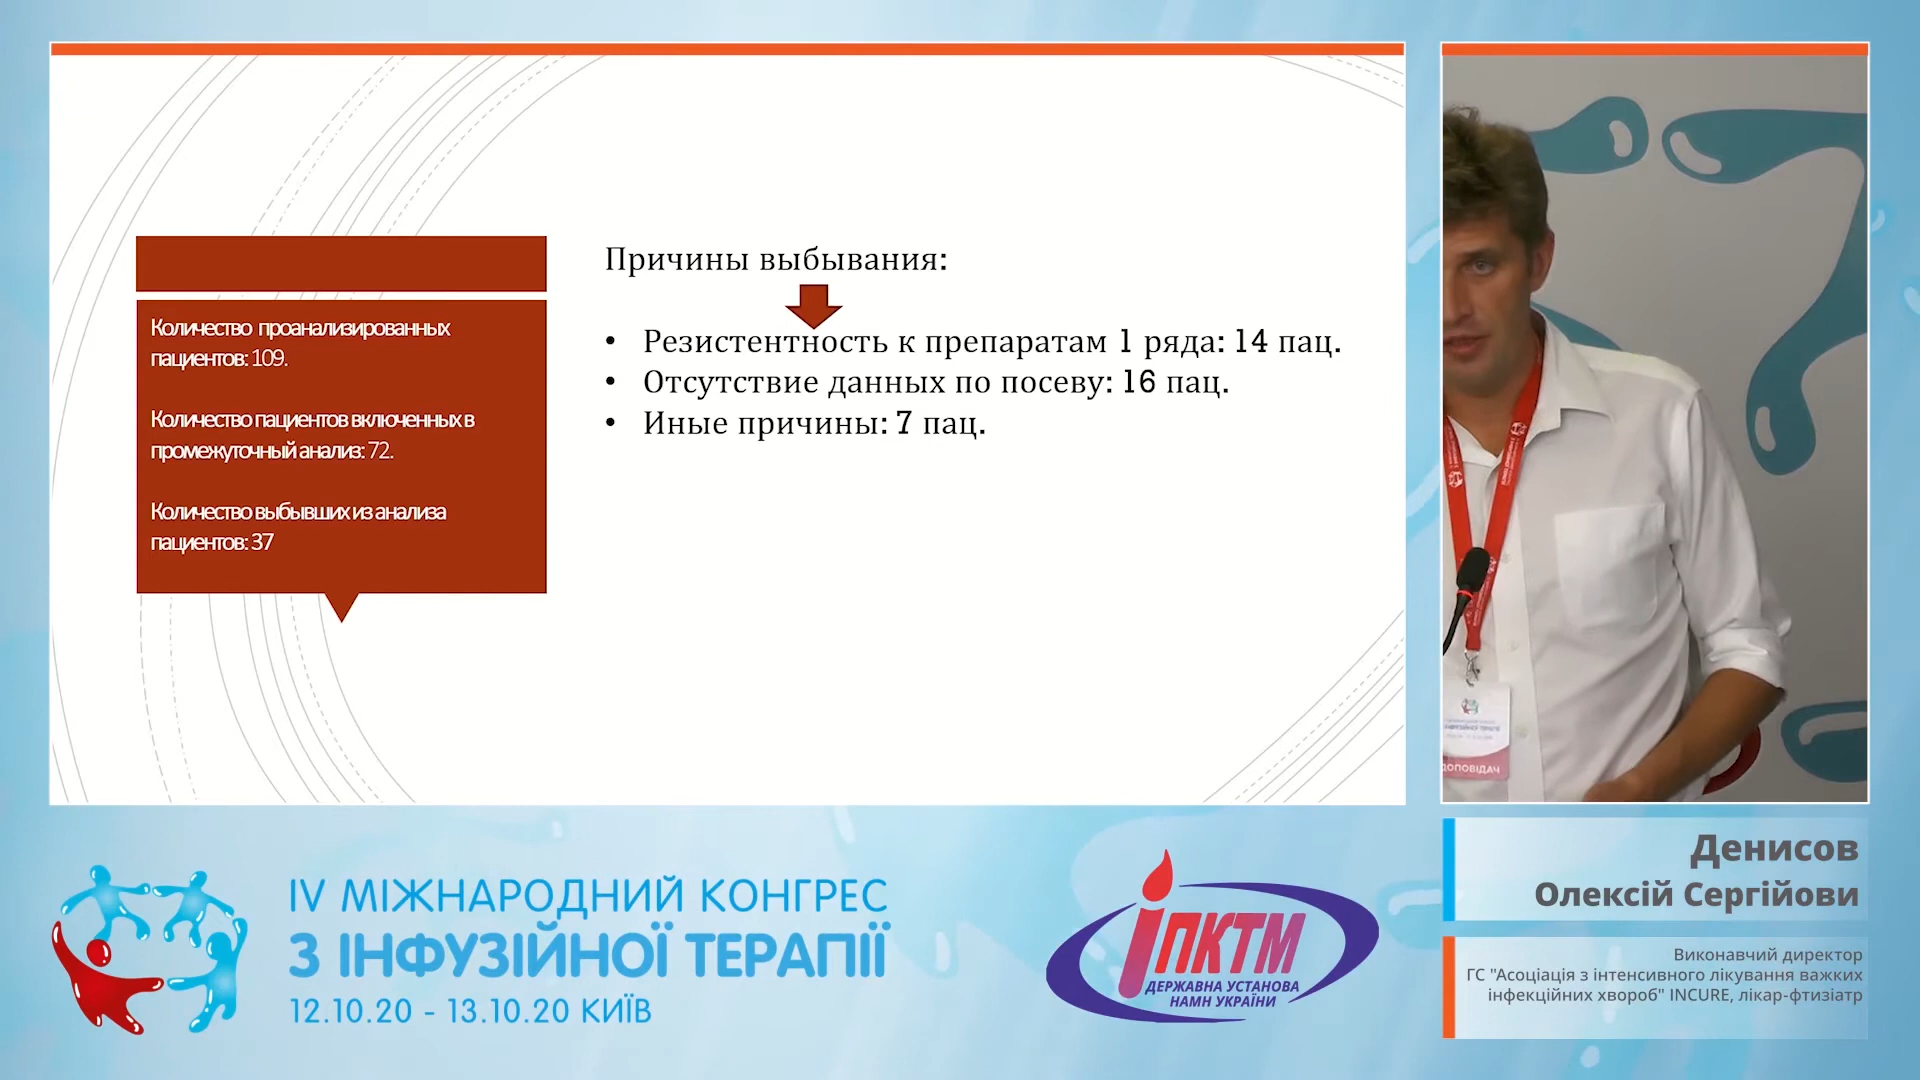 Количество проанализированных
пациентов: 109.
Количество пациентов включенных в
промежуточный анализ: 72.
Количество выбывших из анализа
пациентов: 37
Причины выбывания:
• Резистентность к препаратам 1 ряда: 14 пац.
• Отсутствие данных по посеву: 16 пац.
• Иные причины: 7 пац.
ДОПОВІДАЧ
Денисов
Олексій Сергійови
Виконавчий директор
ГС "Асоціація з інтенсивного лікування важких
інфекційних хвороб" INCURE, лікар-фтизіатр
IV МІЖНАРОДНИЙ КОНГРЕС
З ІНФУЗІЙНОЇ ТЕРАПІЇ
12.10.20 - 13.10.20 КИЇВ
ІПКТМ
ДЕРЖАВНА УСТАНОВА
НАМН УКРАЇНИ